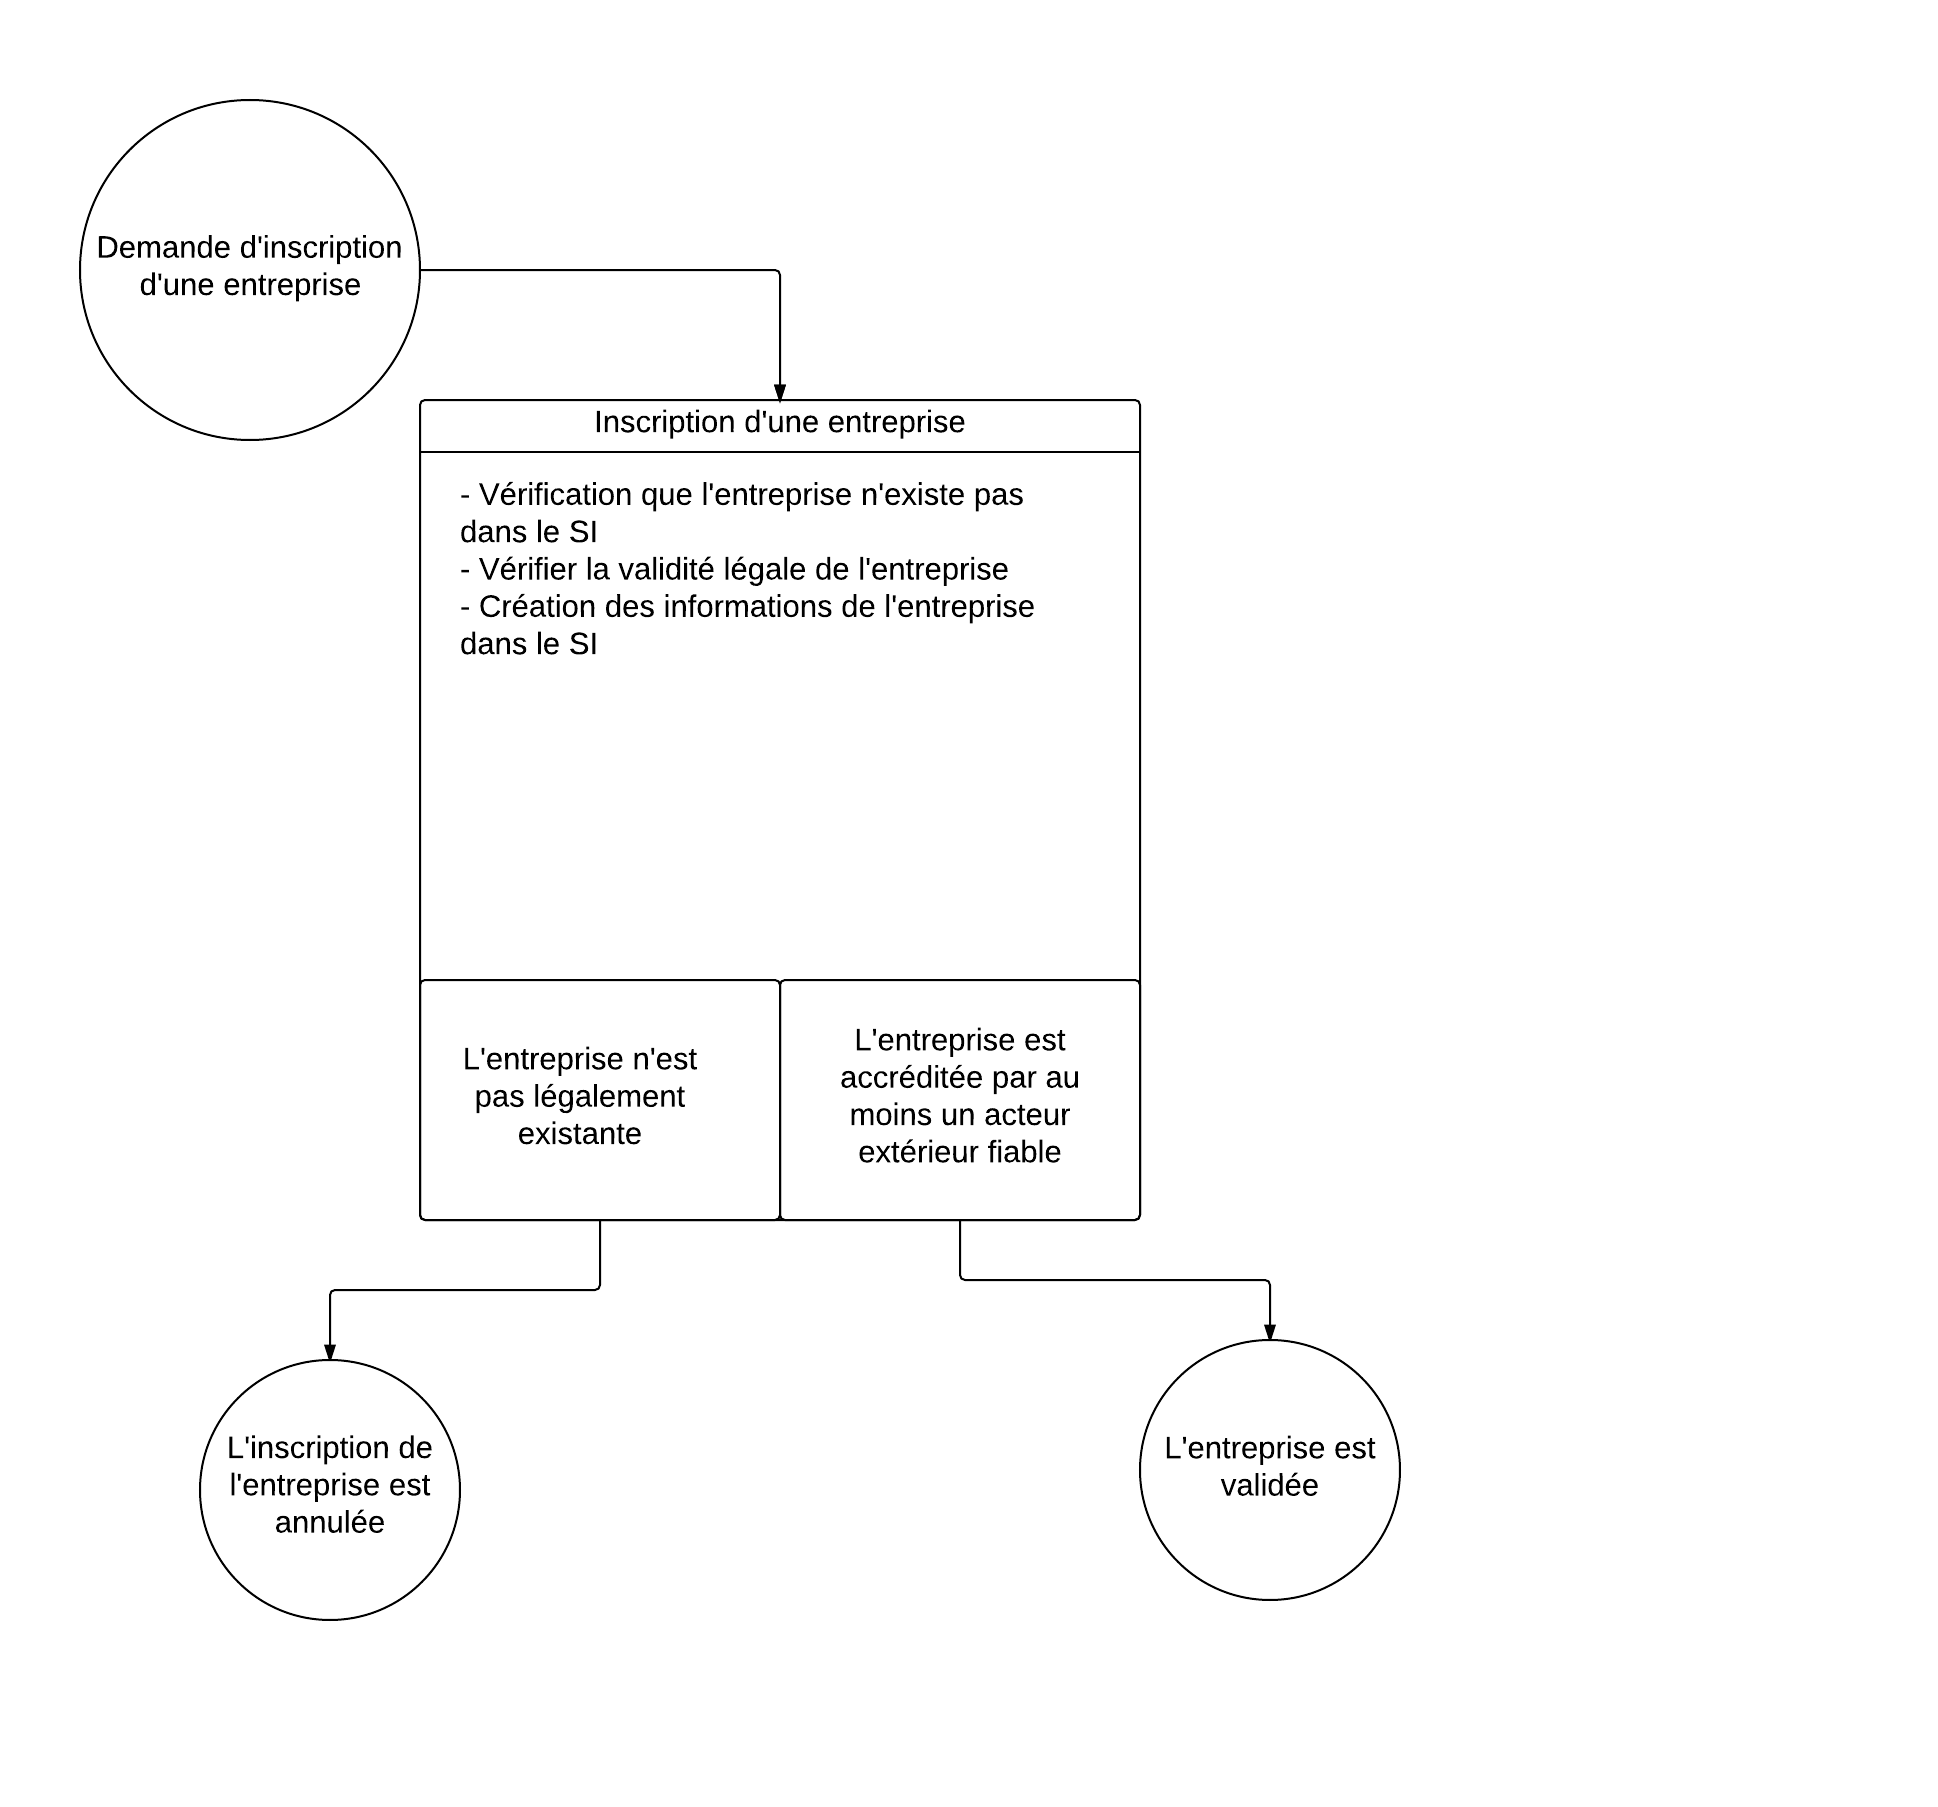 Demande d'inscription
d'une entreprise
Inscription d'une entreprise
- Vérification que l'entreprise n'existe pas
dans le SI
- Vérifier la validité légale de l'entreprise
- Création des informations de l'entreprise
dans le SI
L'entreprise n'est
pas légalement
existante
L'entreprise est
accréditée par au
moins un acteur
extérieur fiable
L'inscription de
l'entreprise est
annulée
L'entreprise est
validée